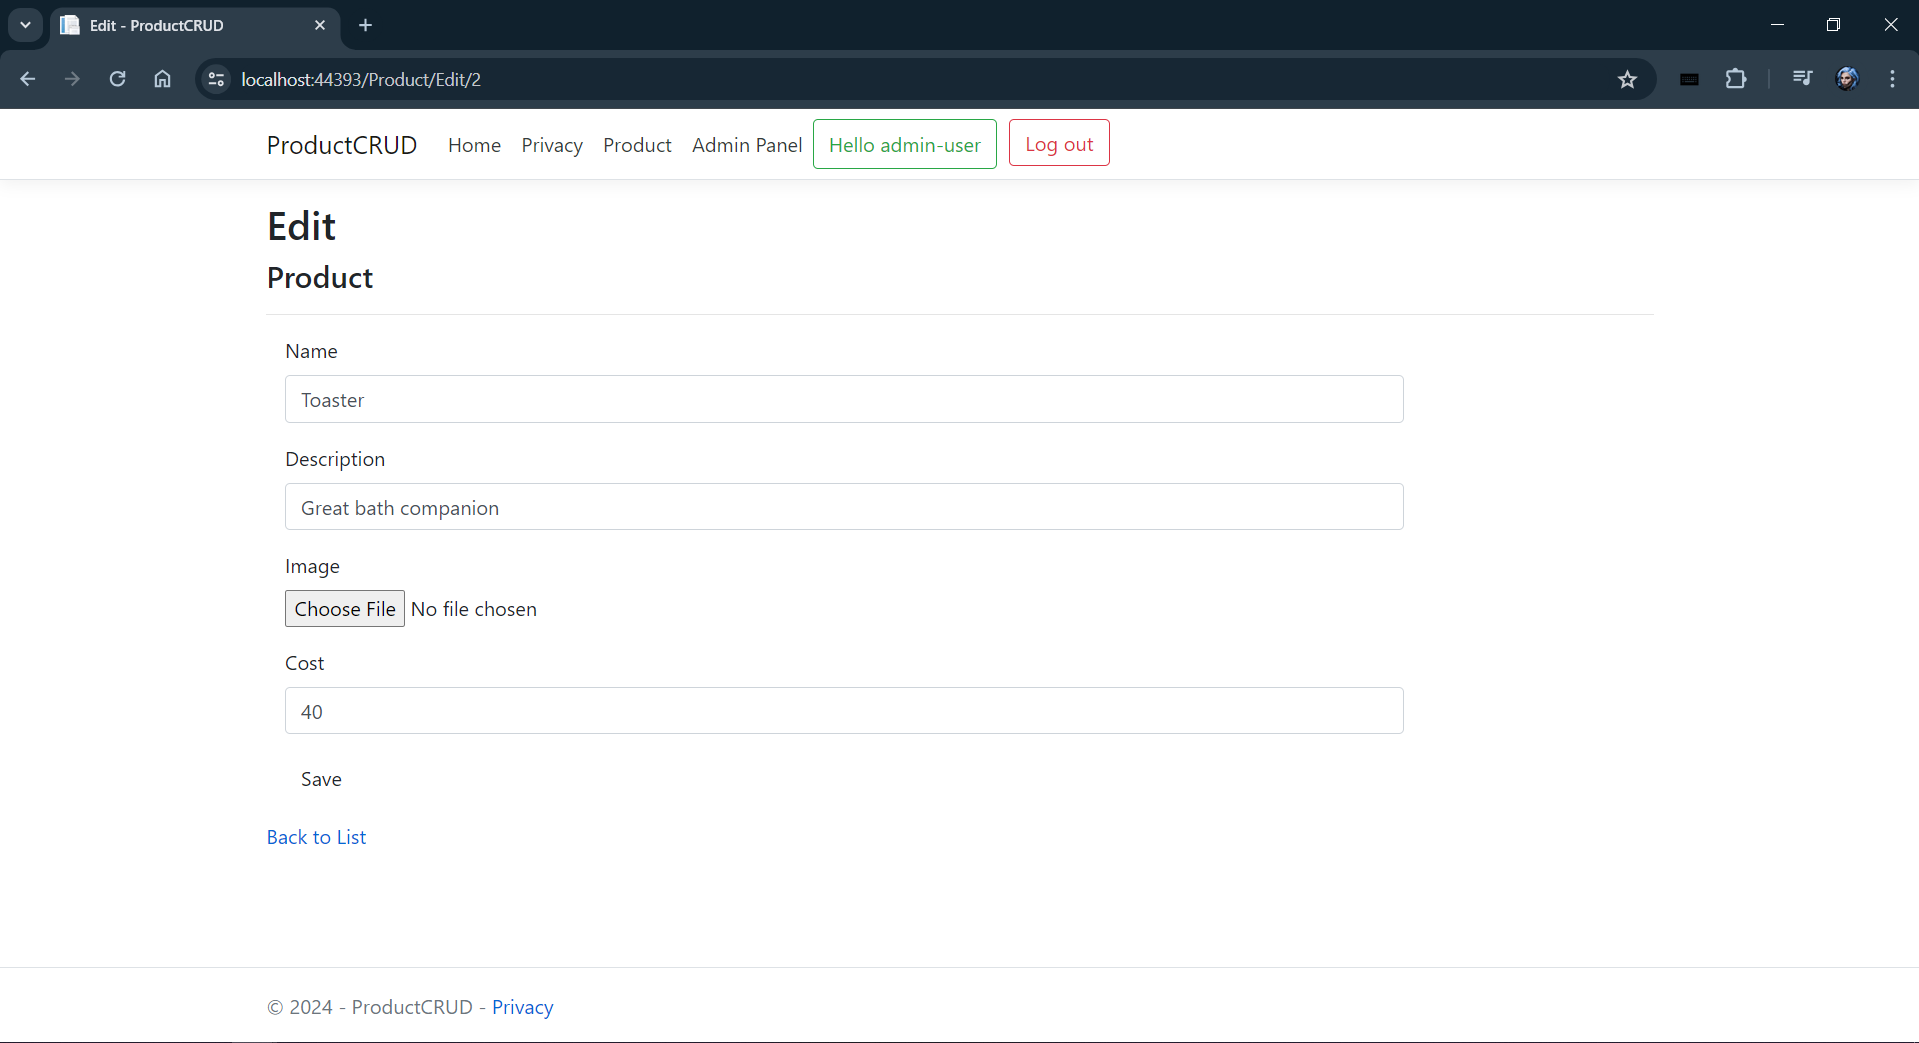 Edit - ProductCRUD
localhost:44393/Product/Edit/2
ProductCRUD Home Privacy Product Admin Panel Hello admin-user Log out
Edit
Product
Name
Toaster
Description
Great bath companion
Image
Choose File No file chosen
Cost
40
Save
Back to List
© 2024 - ProductCRUD - Privacy